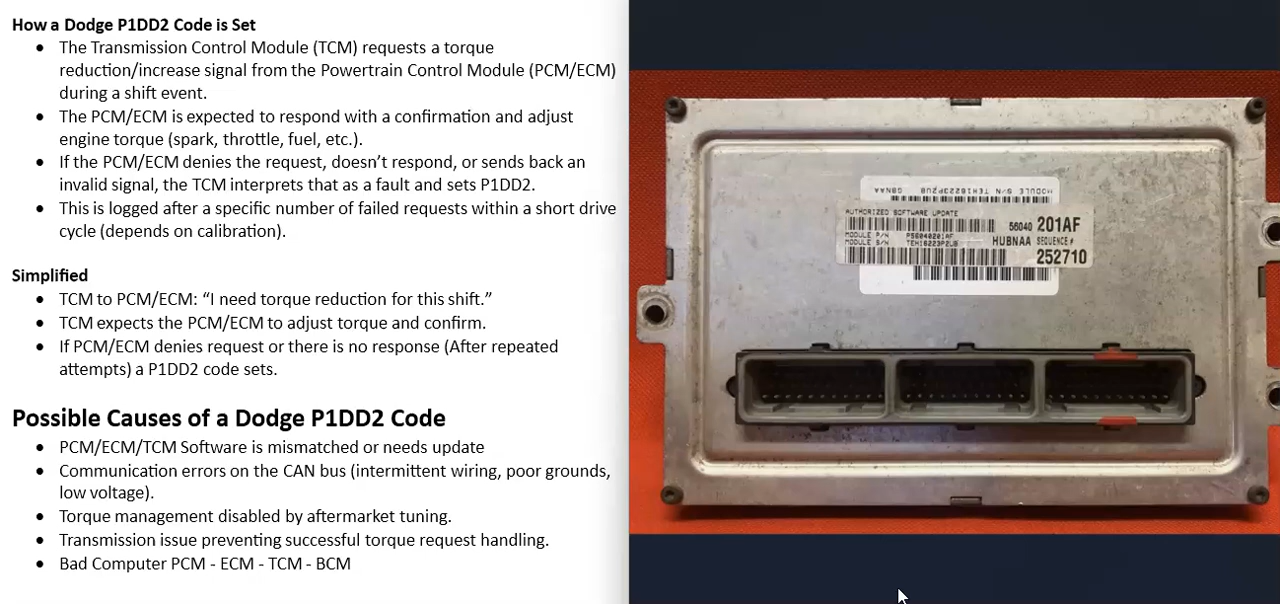 How a Dodge P1DD2 Code is Set
• The Transmission Control Module (TCM) requests a torque
reduction/increase signal from the Powertrain Control Module (PCM/ECM)
during a shift event.
• The PCM/ECM is expected to respond with a confirmation and adjust
engine torque (spark, throttle, fuel, etc.).
• If the PCM/ECM denies the request, doesn’t respond, or sends back an
invalid signal, the TCM interprets that as a fault and sets P1DD2.
• This is logged after a specific number of failed requests within a short drive
cycle (depends on calibration).
Simplified
• TCM to PCM/ECM: “I need torque reduction for this shift.”
• TCM expects the PCM/ECM to adjust torque and confirm.
• If PCM/ECM denies request or there is no response (After repeated
attempts) a P1DD2 code sets.
Possible Causes of a Dodge P1DD2 Code
• PCM/ECM/TCM Software is mismatched or needs update
• Communication errors on the CAN bus (intermittent wiring, poor grounds,
low voltage).
• Torque management disabled by aftermarket tuning.
• Transmission issue preventing successful torque request handling.
• Bad Computer PCM - ECM - TCM - BCM
MODULE S/N TEH16223P2UB GBNAA
AUTHORIZED SOFTWARE UPDATE
56040 201AF
MODULE P/N P56040201AF
MODULE S/N TEH16223P2UB
HUBNAA SEQUENCE #
252710